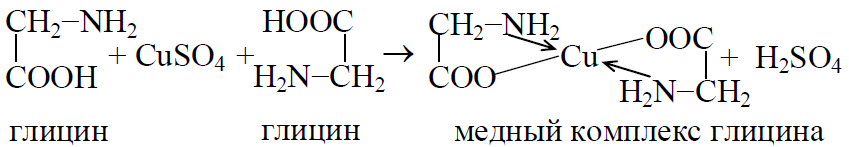 CH₂–NH₂ HOOC CH₂–NH₂ OOC
COOH + CuSO₄ + H₂N–CH₂ → COO Cu H₂N–CH₂ + H₂SO₄
глицин глицин медный комплекс глицина